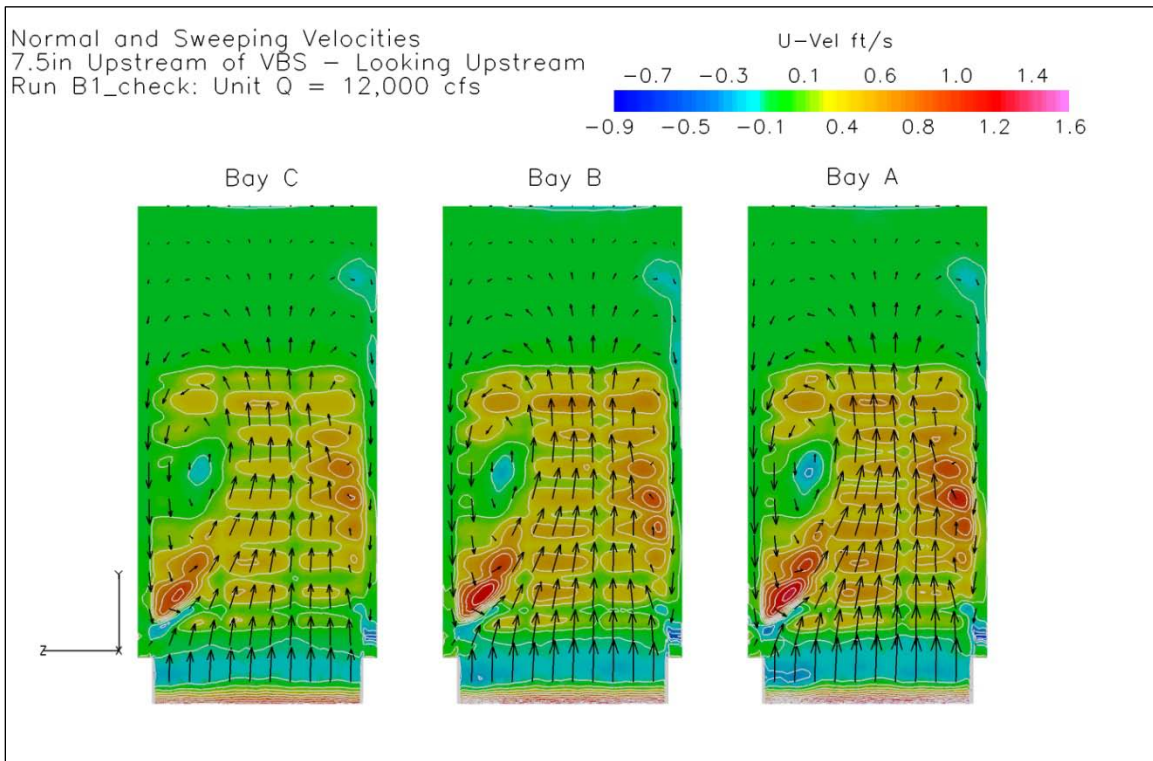 Normal and Sweeping Velocities
7.5in Upstream of VBS – Looking Upstream
Run B1_check: Unit Q = 12,000 cfs
U-Vel ft/s
-0.7 -0.3 0.1 0.6 1.0 1.4
-0.9 -0.5 -0.1 0.4 0.8 1.2 1.6
Bay C Bay B Bay A
Y
Z X